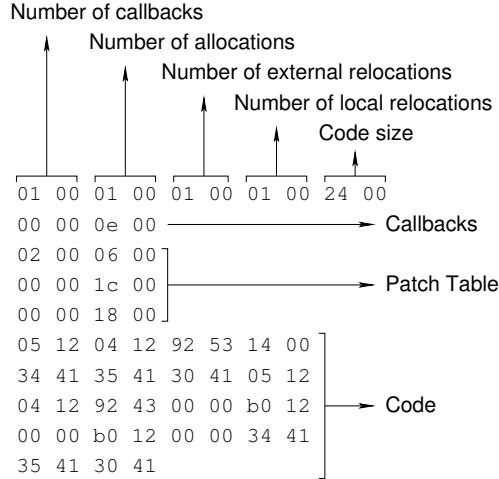 Number of callbacks
Number of allocations
Number of external relocations
Number of local relocations
Code size
01 00 01 00 01 00 01 00 24 00
00 00 0e 00 Callbacks
02 00 06 00
00 00 1c 00 Patch Table
00 00 18 00
05 12 04 12 92 53 14 00
34 41 35 41 30 41 05 12
04 12 92 43 00 00 b0 12 Code
00 00 b0 12 00 00 34 41
35 41 30 41